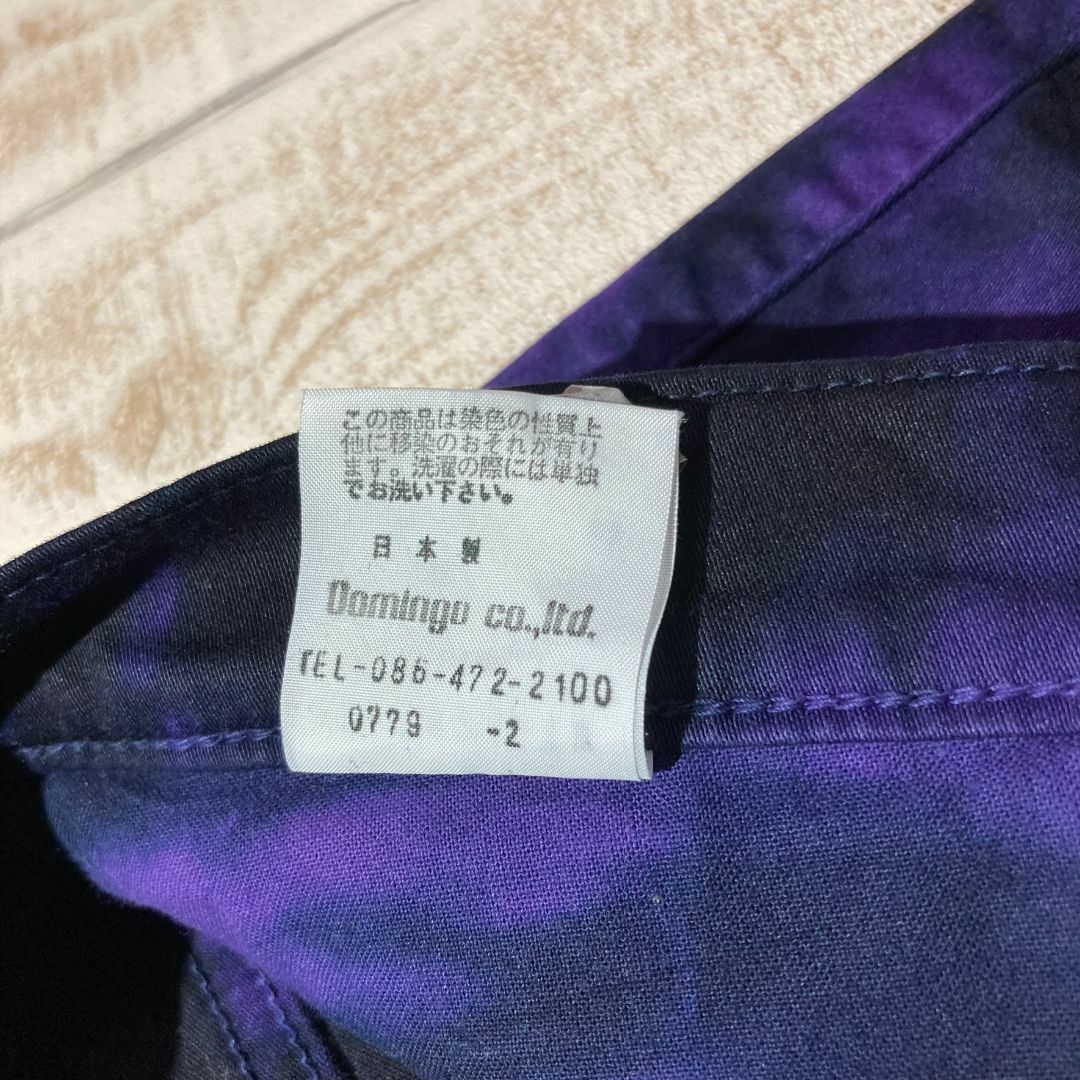 この商品は染色の性質上
他に移染のおそれが有り
ます。洗濯の際には単独
でお洗い下さい。
日本製
Domingo co.,ltd.
TEL-086-472-2100
0779 -2